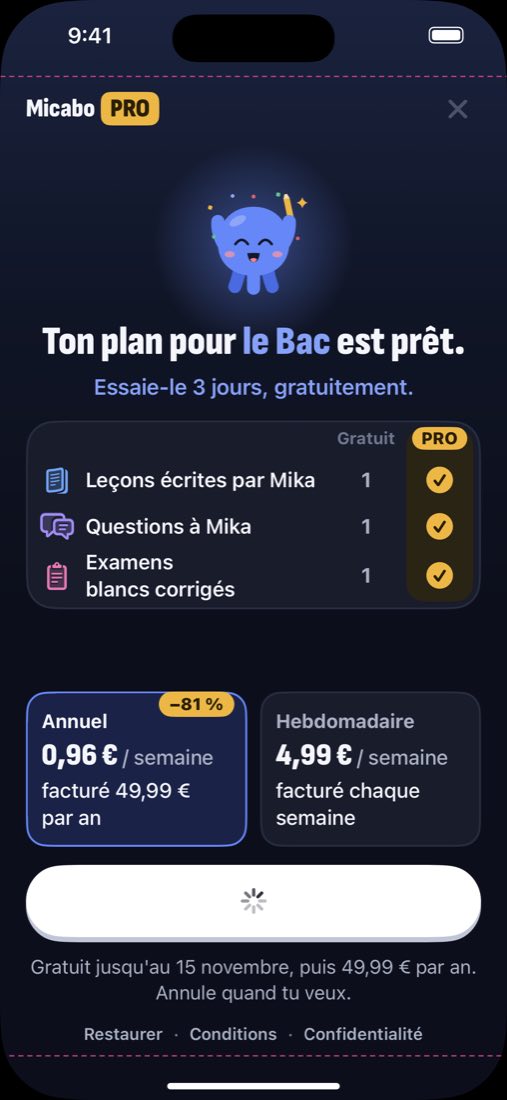 9:41
Micabo PRO
Ton plan pour le Bac est prêt.
Essaie-le 3 jours, gratuitement.
Gratuit PRO
Leçons écrites par Mika 1
Questions à Mika 1
Examens
blancs corrigés 1
−81 %
Annuel
0,96 € / semaine
facturé 49,99 €
par an
Hebdomadaire
4,99 € / semaine
facturé chaque
semaine
Gratuit jusqu'au 15 novembre, puis 49,99 € par an.
Annule quand tu veux.
Restaurer · Conditions · Confidentialité